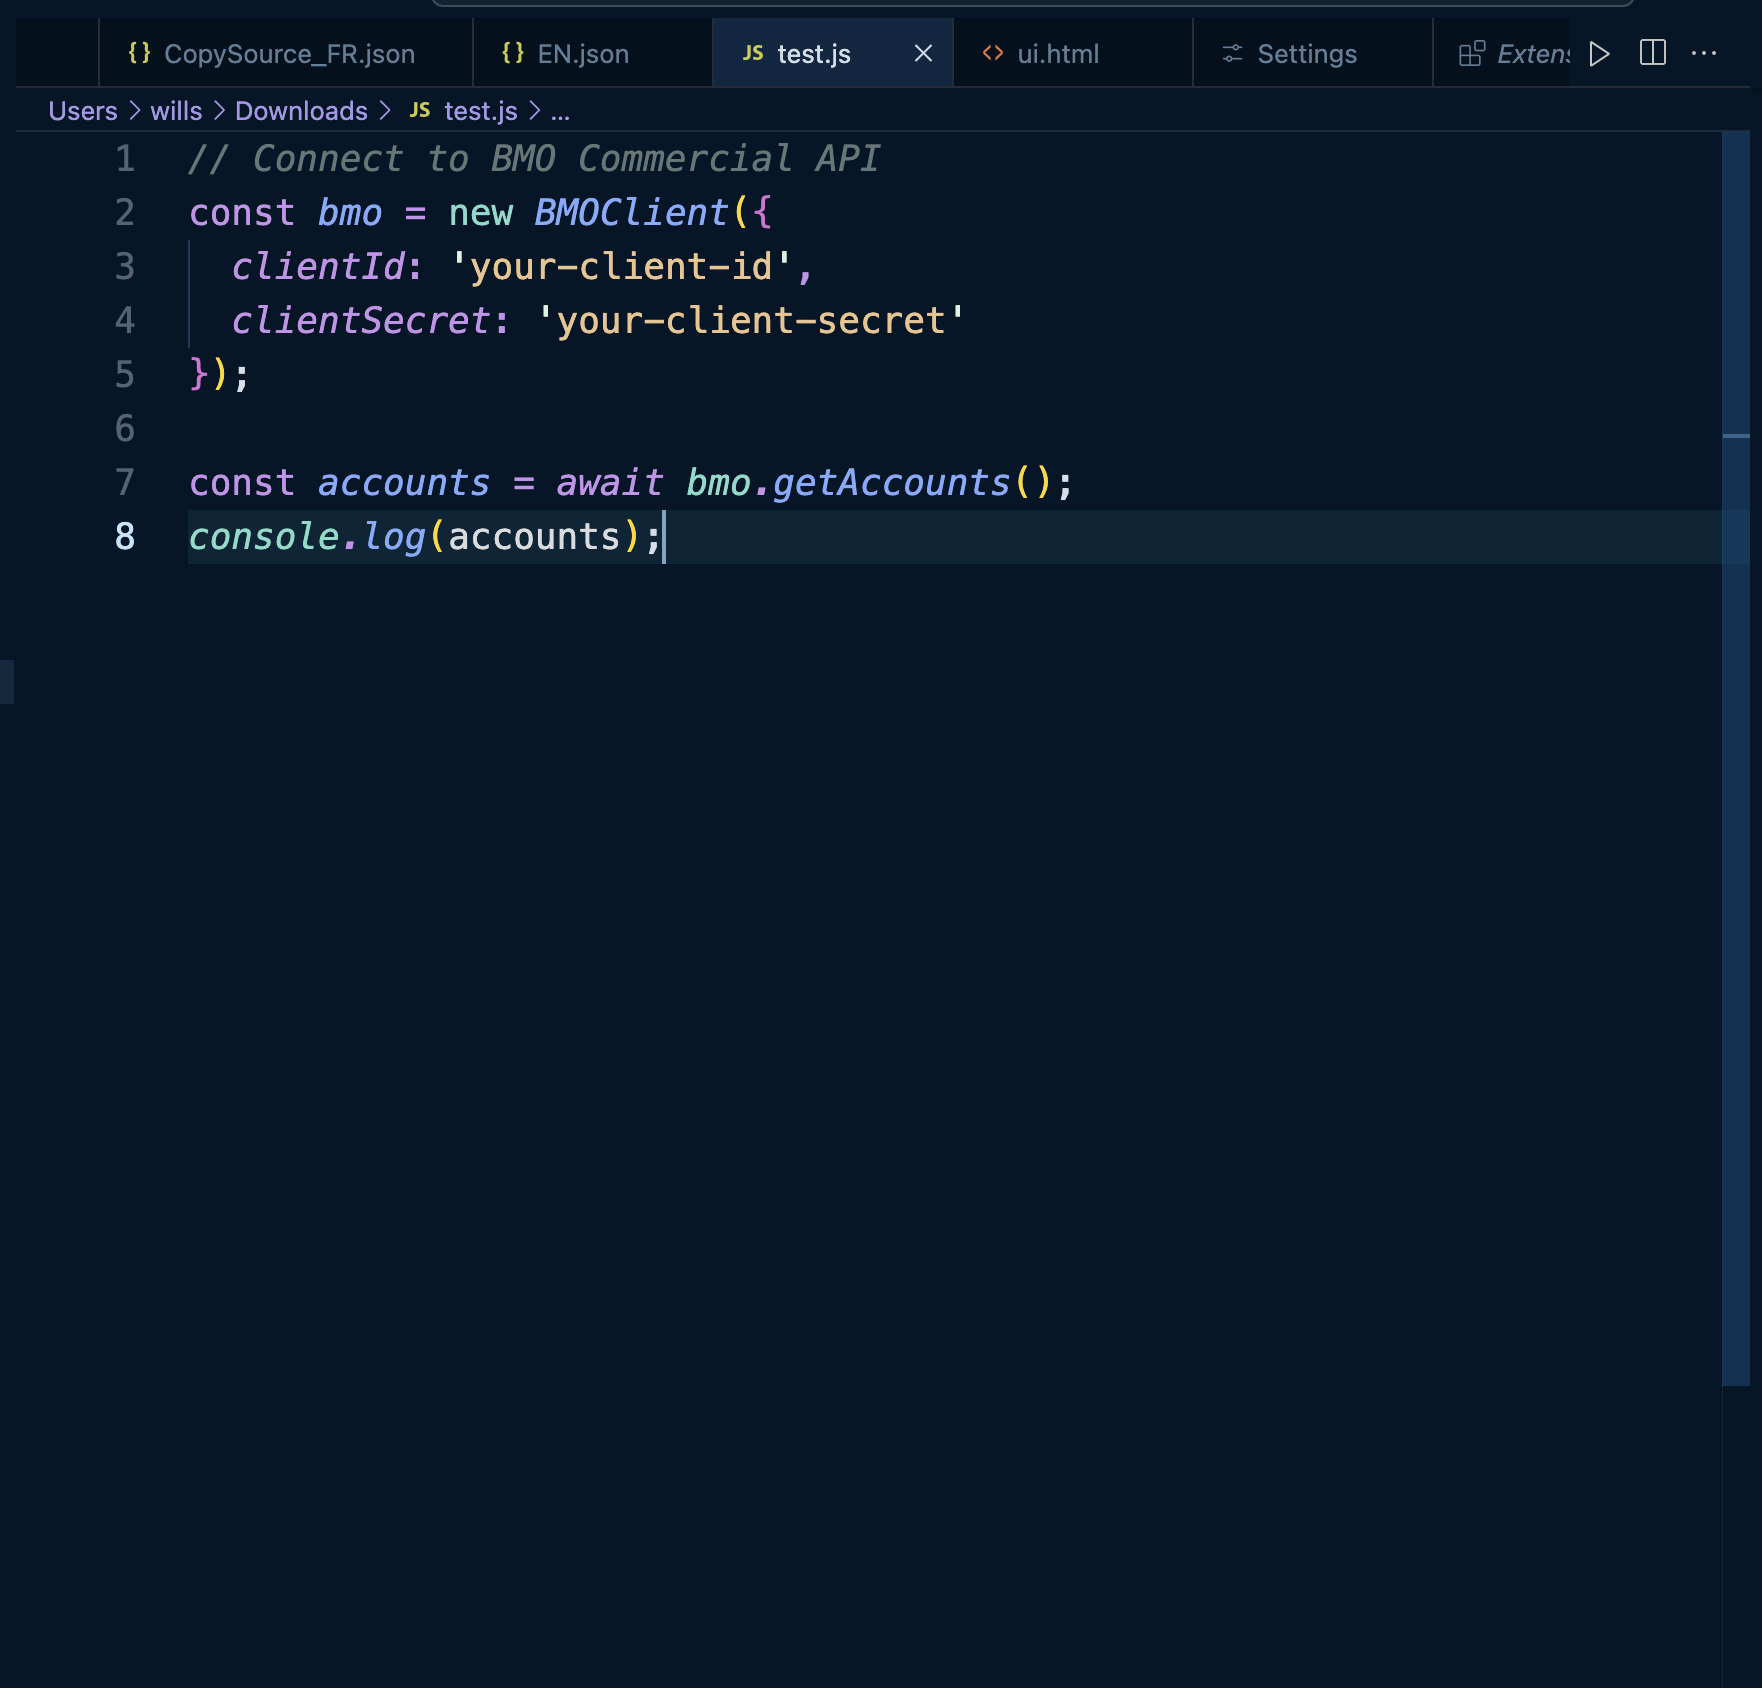 {} CopySource_FR.json {} EN.json JS test.js × <> ui.html Settings Extens ...
Users > wills > Downloads > JS test.js > ...
1 // Connect to BMO Commercial API
2 const bmo = new BMOClient({
3 clientId: 'your-client-id',
4 clientSecret: 'your-client-secret'
5 });
6
7 const accounts = await bmo.getAccounts();
8 console.log(accounts);